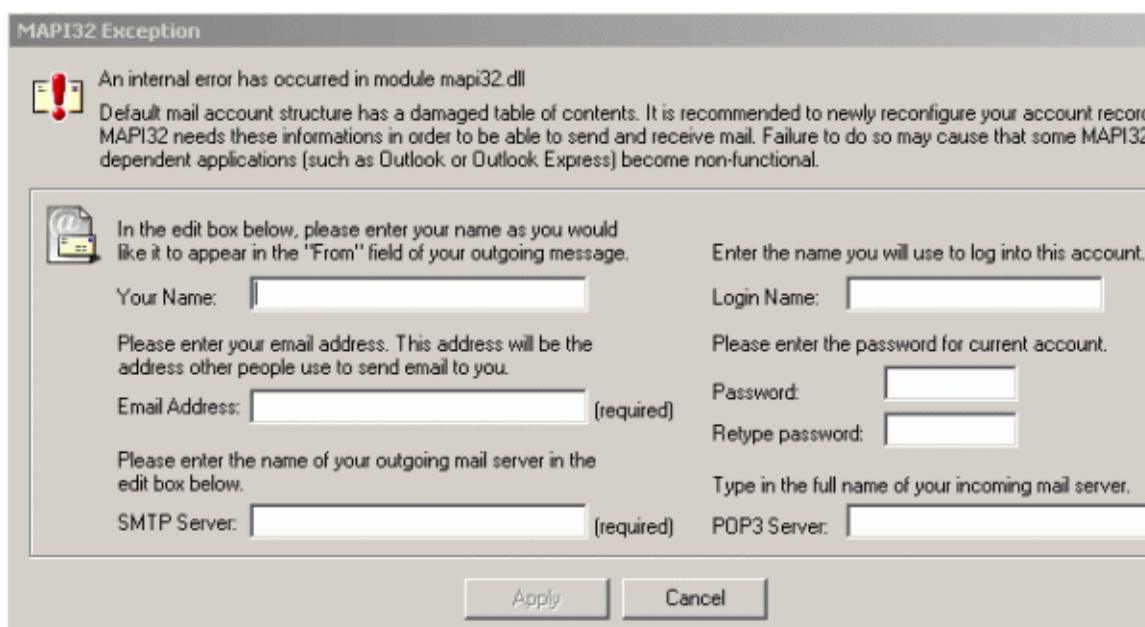 MAPI32 Exception
An internal error has occurred in module mapi32.dll
Default mail account structure has a damaged table of contents. It is recommended to newly reconfigure your account record
MAPI32 needs these informations in order to be able to send and receive mail. Failure to do so may cause that some MAPI32
dependent applications (such as Outlook or Outlook Express) become non-functional.
In the edit box below, please enter your name as you would
like it to appear in the "From" field of your outgoing message.
Your Name:
Please enter your email address. This address will be the
address other people use to send email to you.
Email Address: (required)
Please enter the name of your outgoing mail server in the
edit box below.
SMTP Server: (required)
Enter the name you will use to log into this account.
Login Name:
Please enter the password for current account.
Password:
Retype password:
Type in the full name of your incoming mail server.
POP3 Server:
Apply Cancel